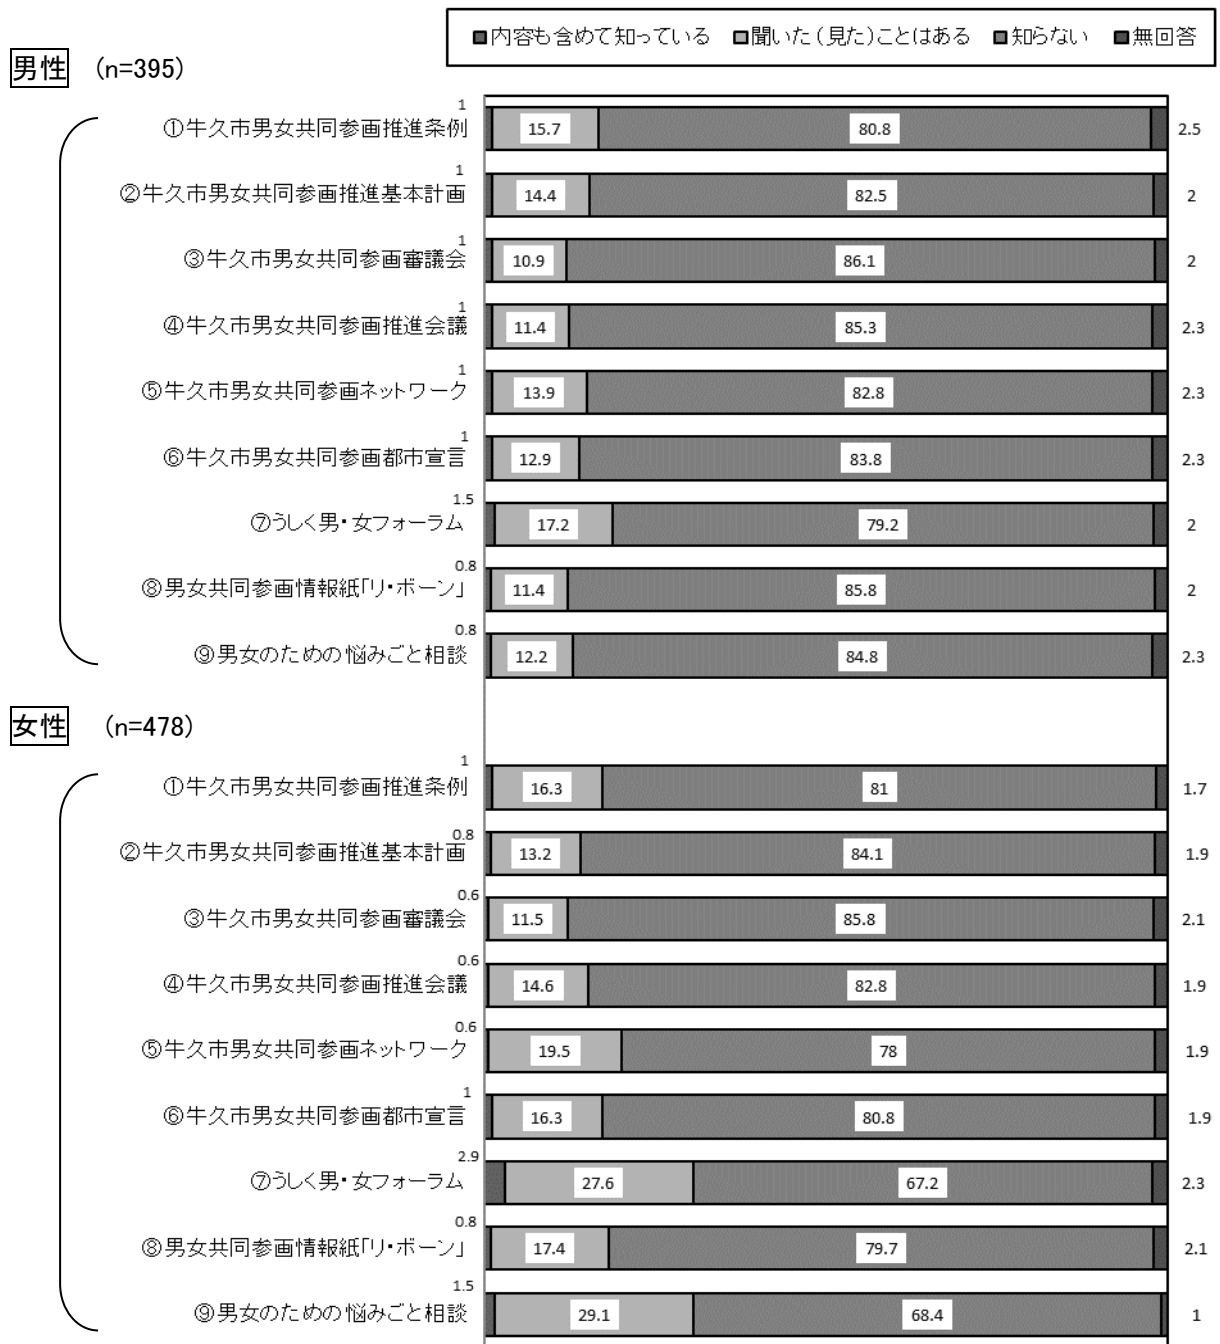 ■内容も含めて知っている ■聞いた(見た)ことはある ■知らない ■無回答
男性 (n=395)
1
①牛久市男女共同参画推進条例 15.7 80.8 2.5
1
②牛久市男女共同参画推進基本計画 14.4 82.5 2
1
③牛久市男女共同参画審議会 10.9 86.1 2
1
④牛久市男女共同参画推進会議 11.4 85.3 2.3
1
⑤牛久市男女共同参画ネットワーク 13.9 82.8 2.3
1
⑥牛久市男女共同参画都市宣言 12.9 83.8 2.3
1.5
⑦うしく男・女フォーラム 17.2 79.2 2
0.8
⑧男女共同参画情報紙「リ・ボーン」 11.4 85.8 2
0.8
⑨男女のための悩みごと相談 12.2 84.8 2.3
女性 (n=478)
1
①牛久市男女共同参画推進条例 16.3 81 1.7
0.8
②牛久市男女共同参画推進基本計画 13.2 84.1 1.9
0.6
③牛久市男女共同参画審議会 11.5 85.8 2.1
0.6
④牛久市男女共同参画推進会議 14.6 82.8 1.9
0.6
⑤牛久市男女共同参画ネットワーク 19.5 78 1.9
1
⑥牛久市男女共同参画都市宣言 16.3 80.8 1.9
2.9
⑦うしく男・女フォーラム 27.6 67.2 2.3
0.8
⑧男女共同参画情報紙「リ・ボーン」 17.4 79.7 2.1
1.5
⑨男女のための悩みごと相談 29.1 68.4 1